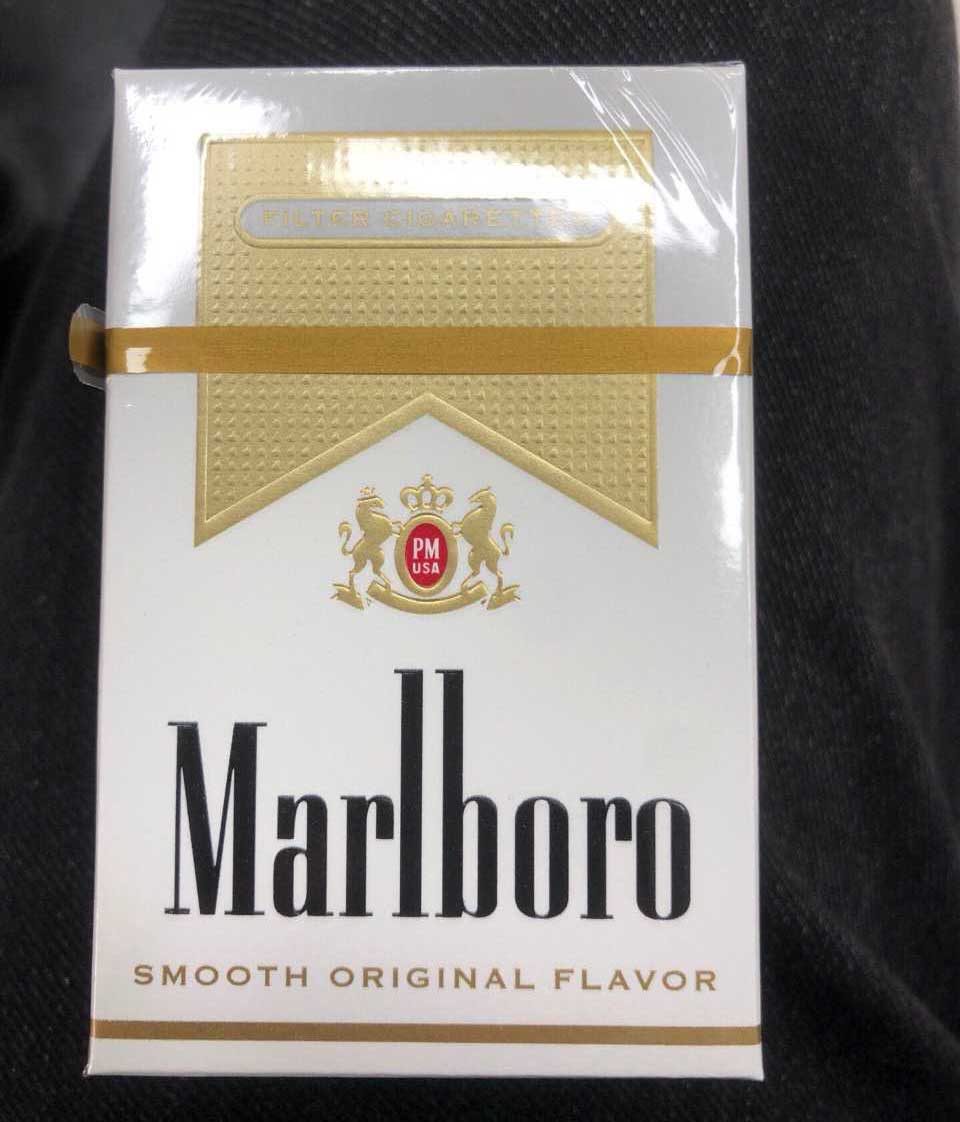 FILTER CIGARETTES
PM
USA
Marlboro
SMOOTH ORIGINAL FLAVOR